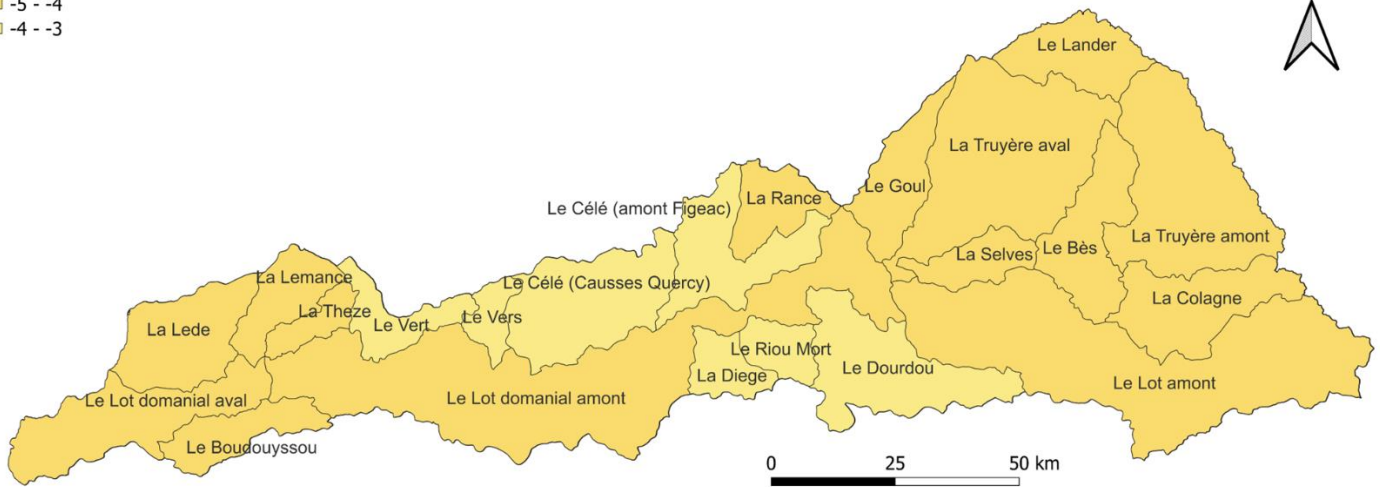 -5 - -4
-4 - -3
Le Lander
La Truyère aval
Le Goul
La Rance
Le Célé (amont Figeac)
La Truyère amont
La Selves
Le Bès
La Lemance
Le Célé (Causses Quercy)
La Colagne
La Theze
Le Vers
Le Vert
La Lede
Le Riou Mort
La Diege
Le Dourdou
Le Lot amont
Le Lot domanial aval
Le Lot domanial amont
Le Boudouyssou
0 25 50 km